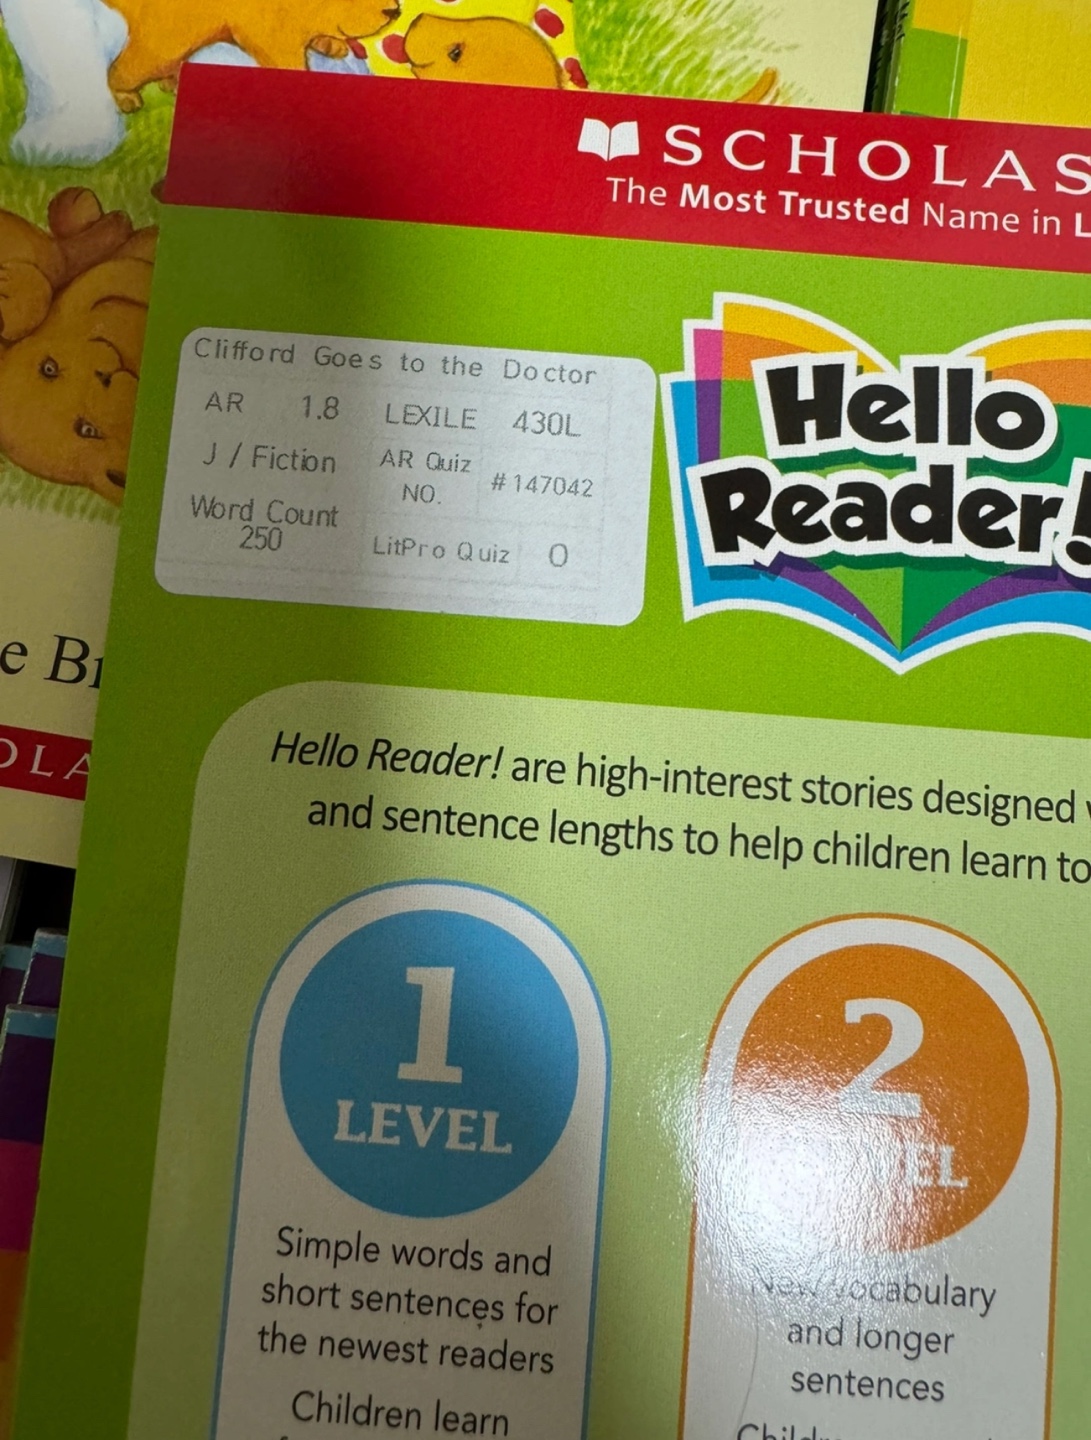 SCHOLAS
The Most Trusted Name in L
Clifford Goes to the Doctor
AR 1.8 LEXILE 430L
J / Fiction AR Quiz NO. #147042
Word Count 250 LitPro Quiz O
Hello
Reader!
e Br
OLA
Hello Reader! are high-interest stories designed
and sentence lengths to help children learn to
1
LEVEL
Simple words and
short sentences for
the newest readers
Children learn
2
EL
New vocabulary
and longer
sentences